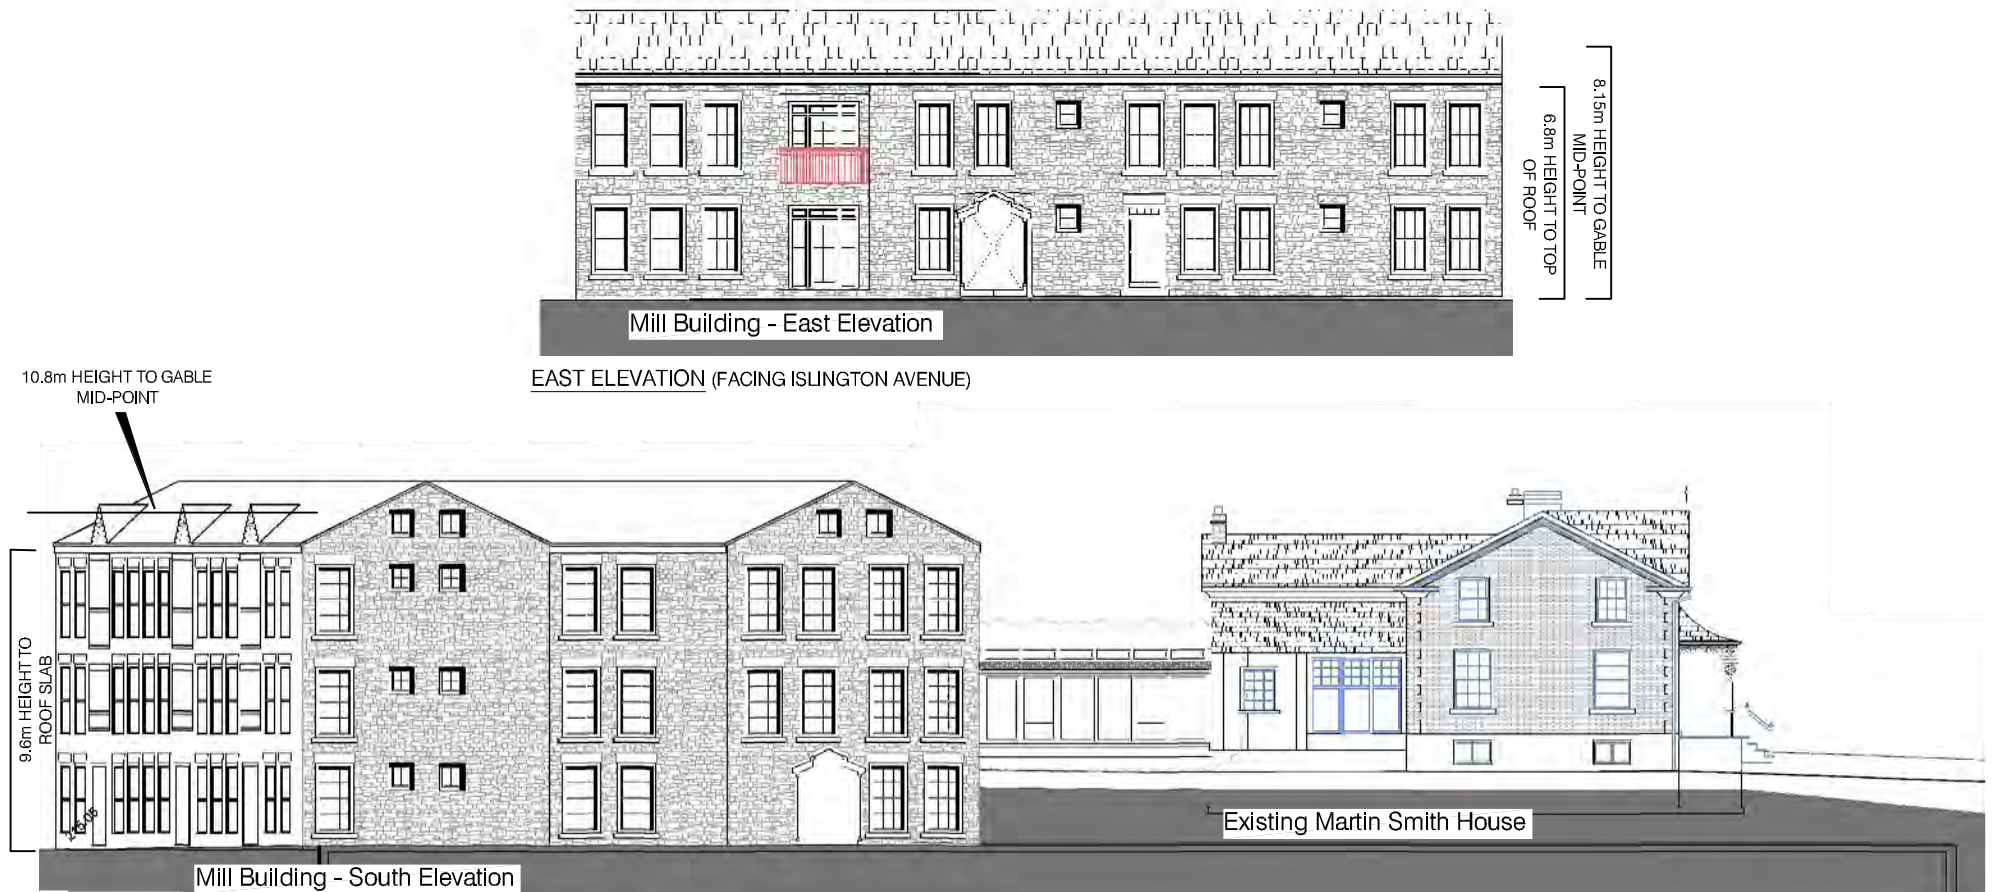 8.15m HEIGHT TO GABLE
MID-POINT
6.8m HEIGHT TO TOP
OF ROOF
Mill Building - East Elevation
EAST ELEVATION (FACING ISLINGTON AVENUE)
10.8m HEIGHT TO GABLE
MID-POINT
9.6m HEIGHT TO
ROOF SLAB
Existing Martin Smith House
Mill Building - South Elevation